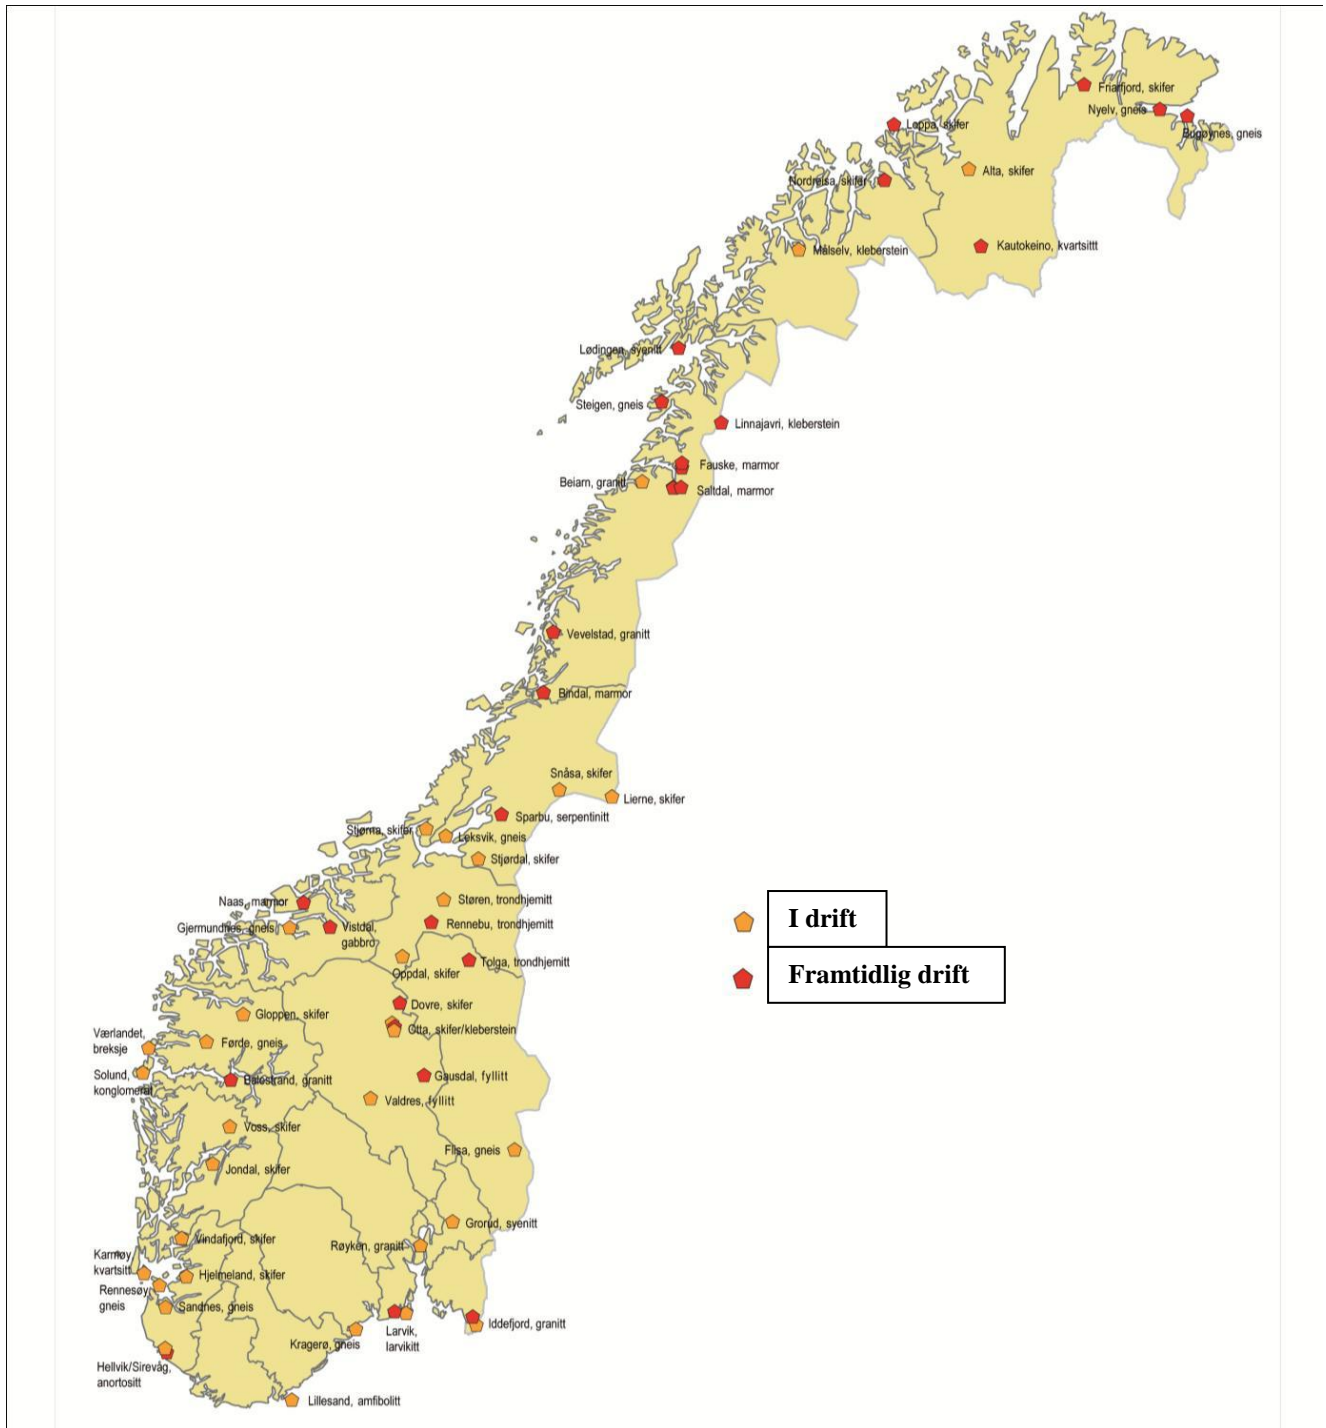 Friarfjord, skifer
Nyelv, gneis
Bugøynes, gneis
Loppa, skifer
Alta, skifer
Nordreisa, skifer
Kautokeino, kvartsittt
Målselv, kleberstein
Lødingen, syenitt
Steigen, gneis
Linnajavri, kleberstein
Fauske, marmor
Beiarn, granitt
Saltdal, marmor
Vevelstad, granitt
Bindal, marmor
Snåsa, skifer
Lierne, skifer
Sparbu, serpentinitt
Stjørna, skifer
Leksvik, gneis
Stjørdal, skifer
Støren, trondhjemitt
Naas, marmor
Gjermundnes, gneis
Vistdal,
gabbro
Rennebu, trondhjemitt
I drift
Framtidlig drift
Oppdal, skifer
Tolga, trondhjemitt
Dovre, skifer
Gloppen, skifer
Otta, skifer/kleberstein
Værlandet,
breksje
Førde, gneis
Solund,
konglomerat
Balestrand, granitt
Gausdal, fyllitt
Valdres, fyllitt
Voss, skifer
Flisa, gneis
Jondal, skifer
Grorud, syenitt
Vindafjord, skifer
Røyken, granitt
Karmøy,
kvartsitt
Hjelmeland, skifer
Rennesøy,
gneis
Sandnes, gneis
Iddefjord, granitt
Larvik,
larvikitt
Kragerø, gneis
Hellvik/Sirevåg,
anortositt
Lillesand, amfibolitt